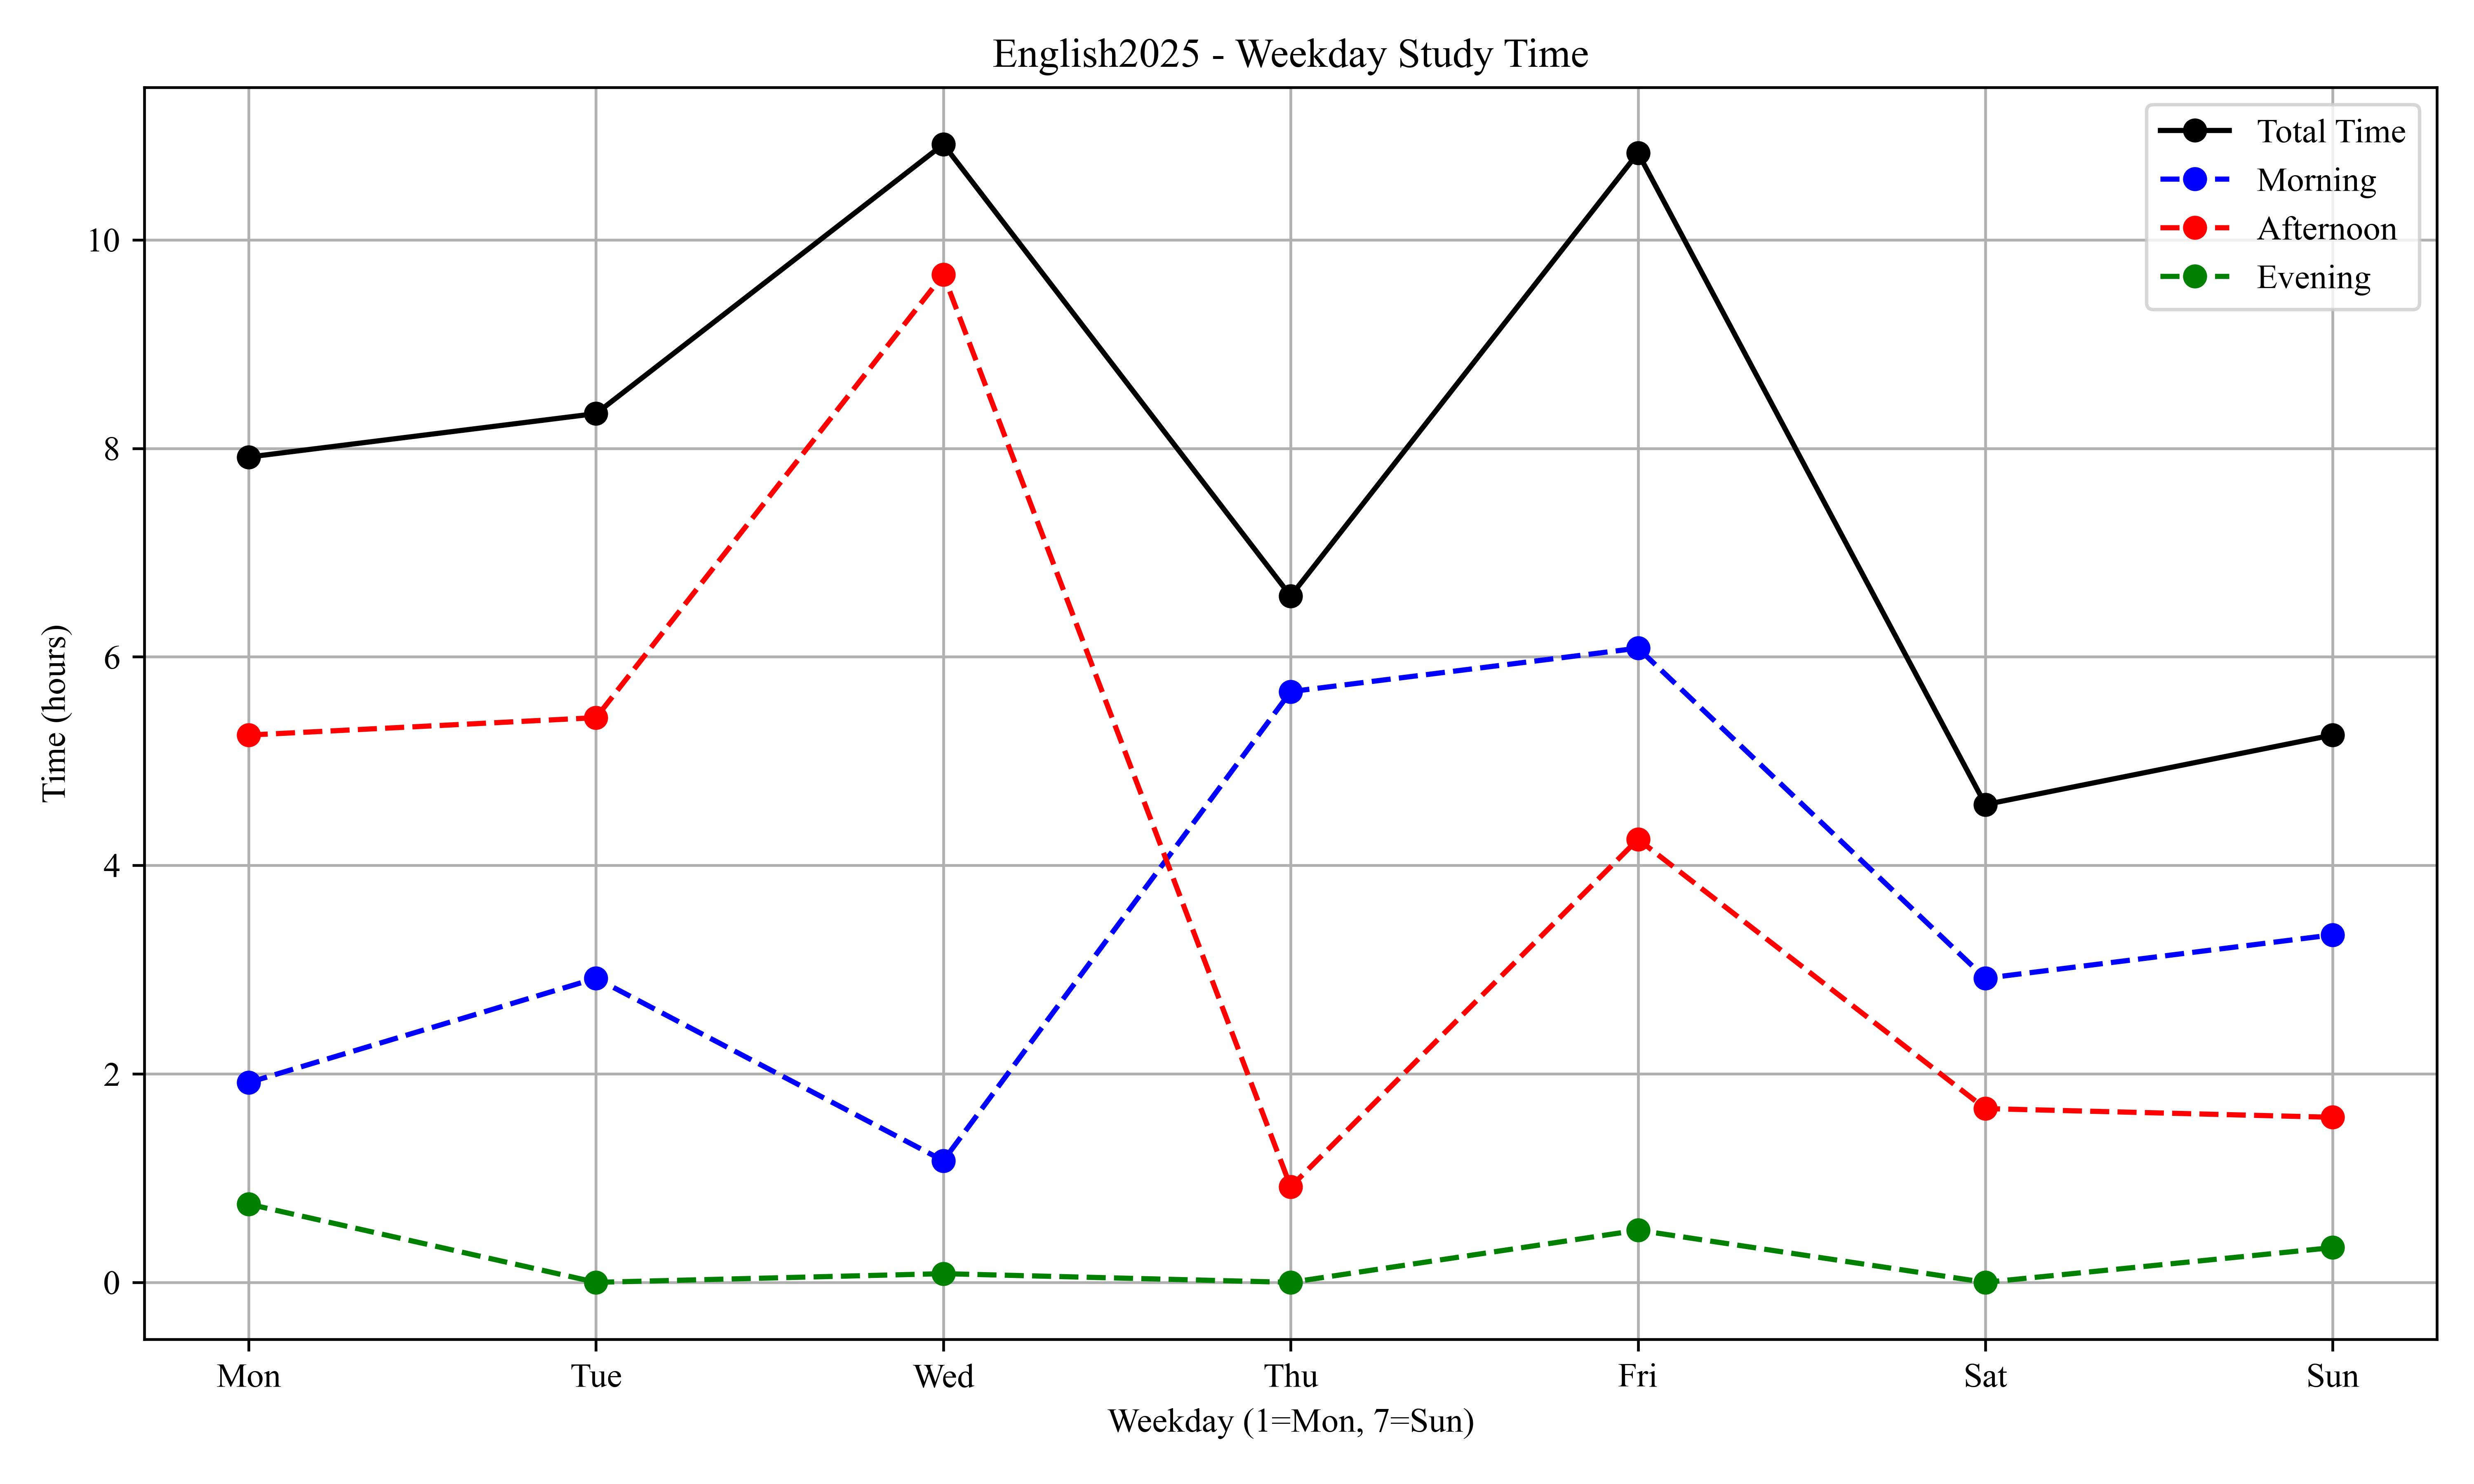 English2025 - Weekday Study Time
Total Time
Morning
Afternoon
Evening
Time (hours)
10
8
6
4
2
0
Mon Tue Wed Thu Fri Sat Sun
Weekday (1=Mon, 7=Sun)